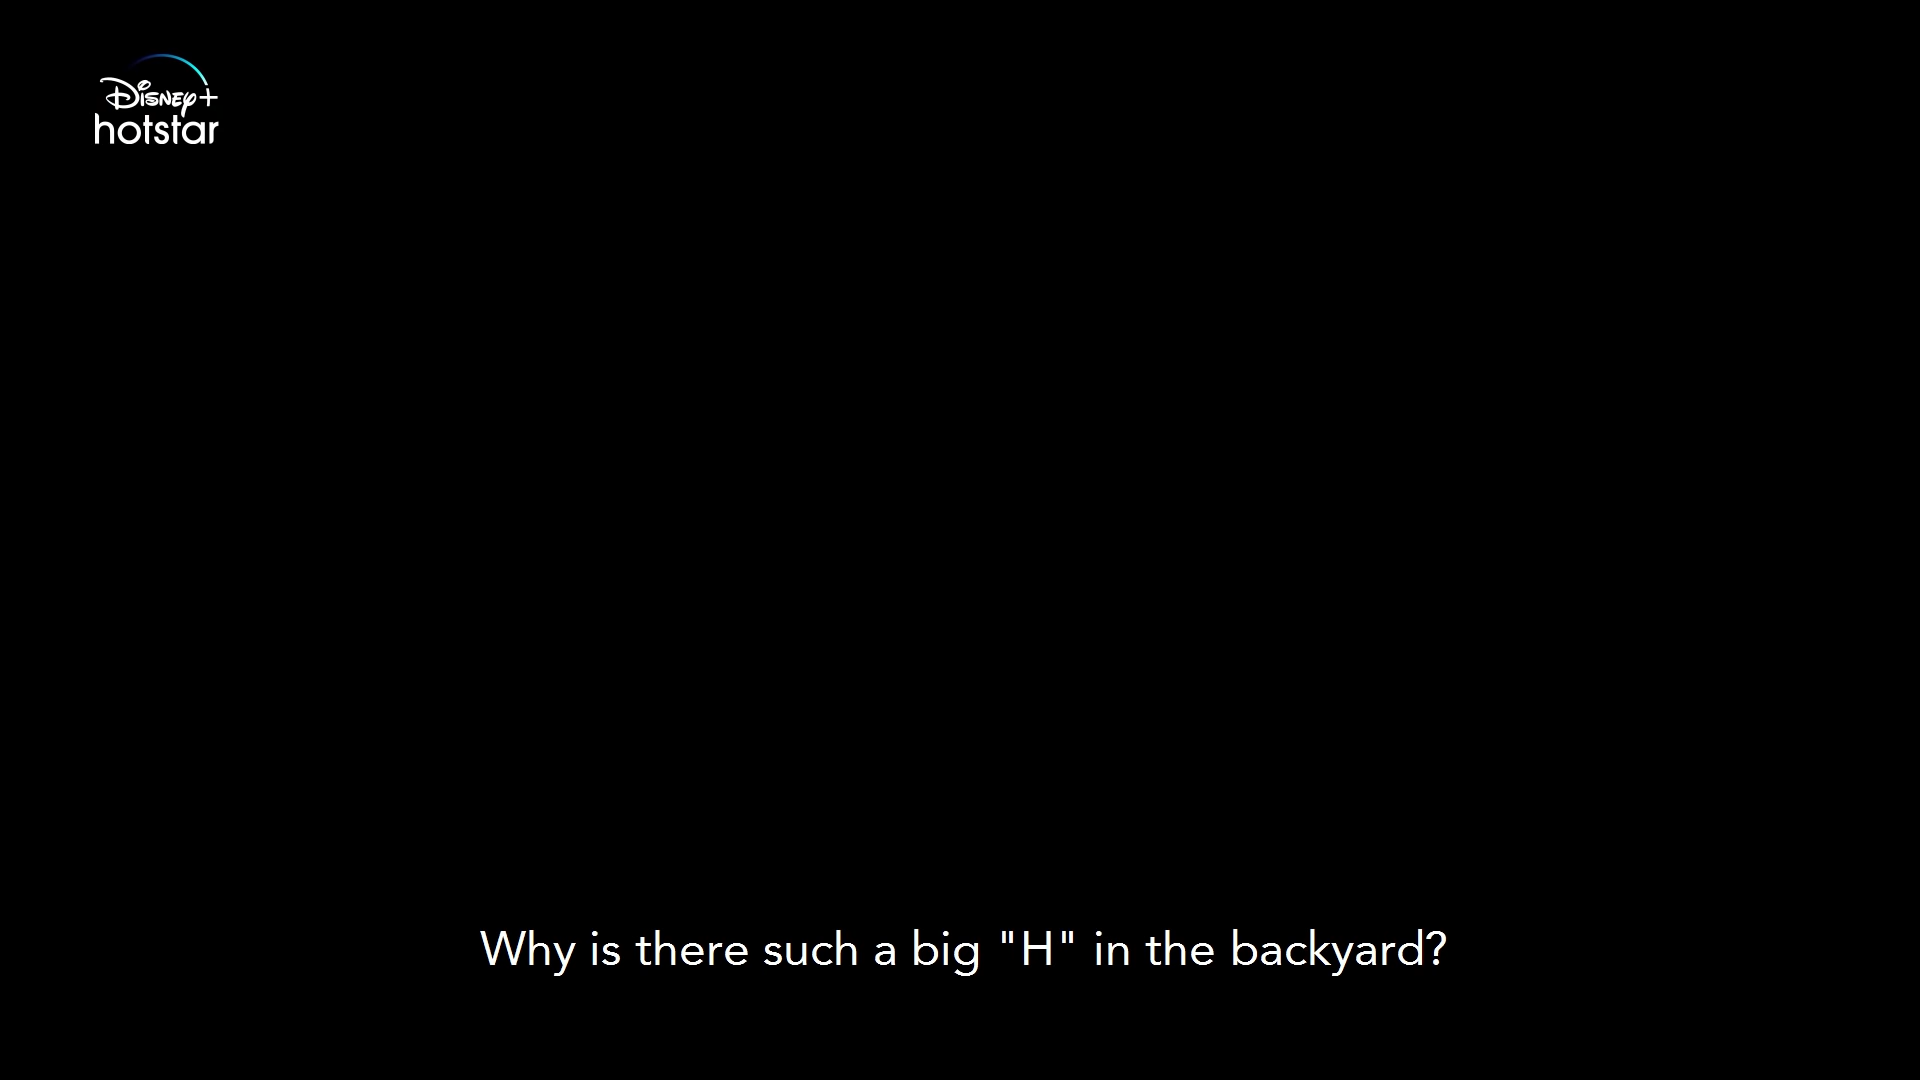 Disney+
hotstar
Why is there such a big "H" in the backyard?